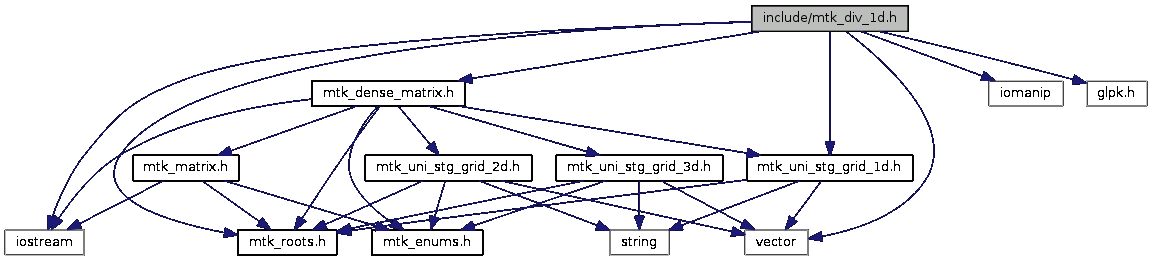 include/mtk_div_1d.h
mtk_dense_matrix.h
iomanip
glpk.h
mtk_matrix.h
mtk_uni_stg_grid_2d.h
mtk_uni_stg_grid_3d.h
mtk_uni_stg_grid_1d.h
iostream
mtk_roots.h
mtk_enums.h
string
vector